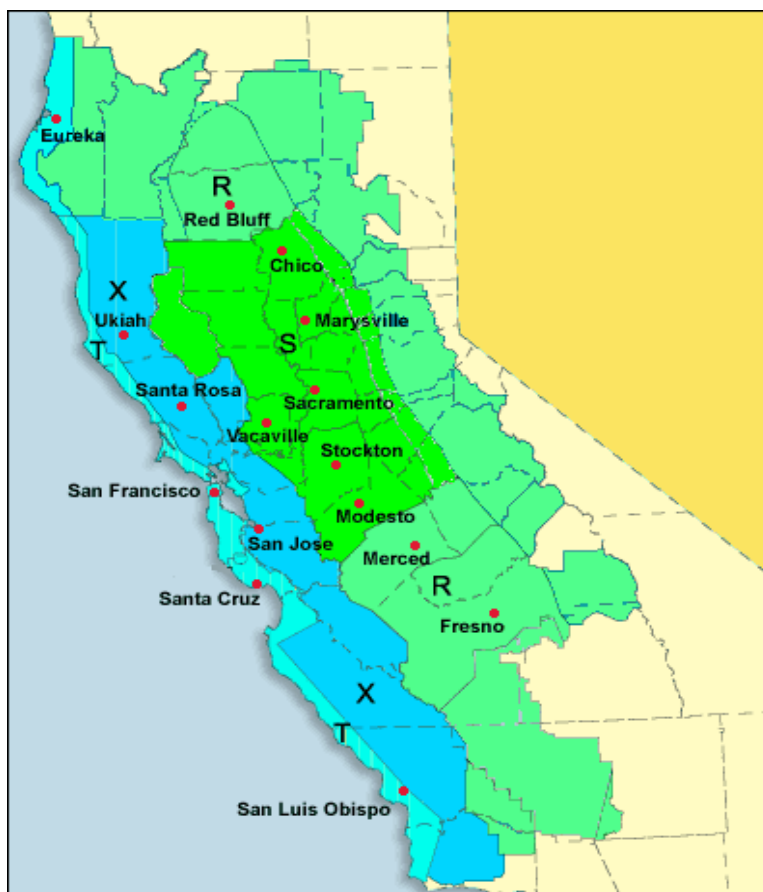 Eureka
R
Red Bluff
Chico
X
Ukiah
Marysville
T
S
Santa Rosa
Sacramento
Vacaville
Stockton
San Francisco
Modesto
San Jose
Merced
R
Santa Cruz
Fresno
X
T
San Luis Obispo